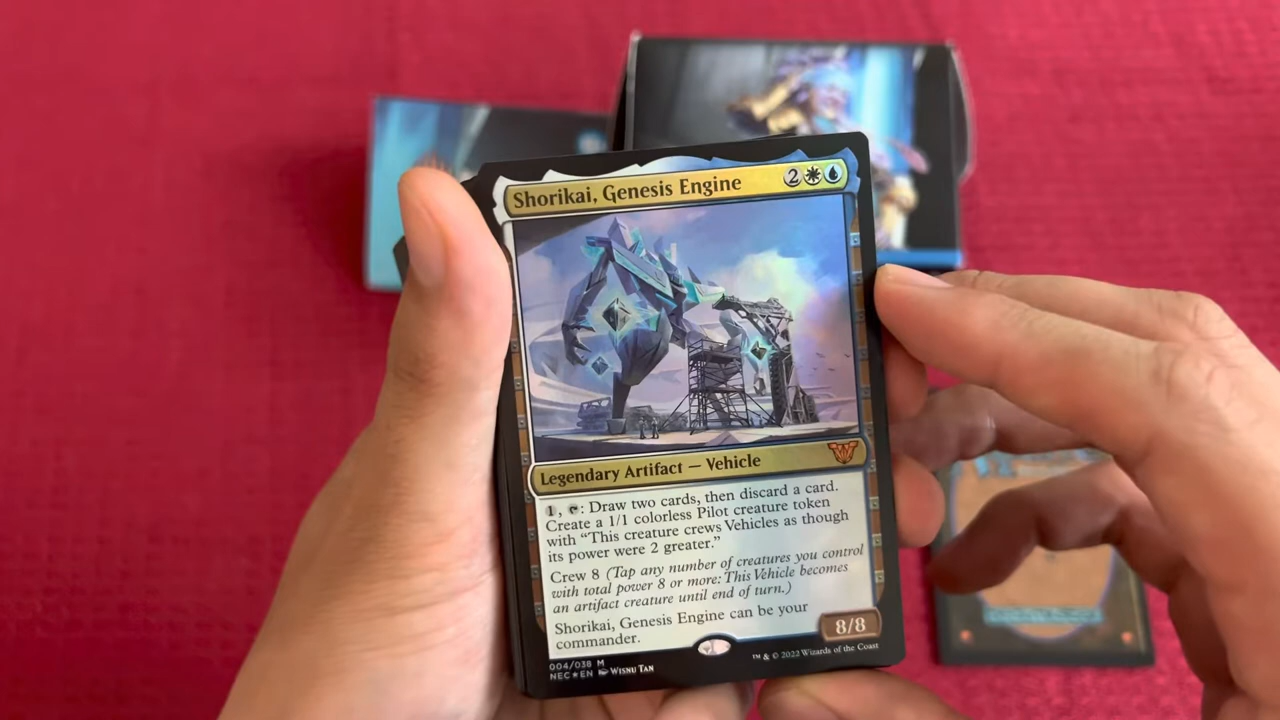 Shorikai, Genesis Engine 2
Legendary Artifact — Vehicle
1, T: Draw two cards, then discard a card.
Create a 1/1 colorless Pilot creature token
with “This creature crews Vehicles as though
its power were 2 greater.”
Crew 8 (Tap any number of creatures you control
with total power 8 or more: This Vehicle becomes
an artifact creature until end of turn.)
Shorikai, Genesis Engine can be your
commander.
8/8
004/038 M
NEC★EN Wisnu Tan
™ & © 2022 Wizards of the Coast